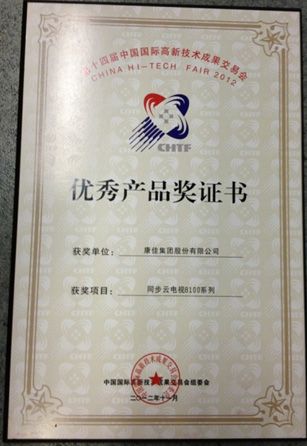 第十四届中国国际高新技术成果交易会
CHINA HI-TECH FAIR 2012
CHTF
优秀产品奖证书
获奖单位： 康佳集团股份有限公司
获奖项目： 同步云电视8100系列
中国国际高新技术成果交易会组委会
二〇一二年十一月